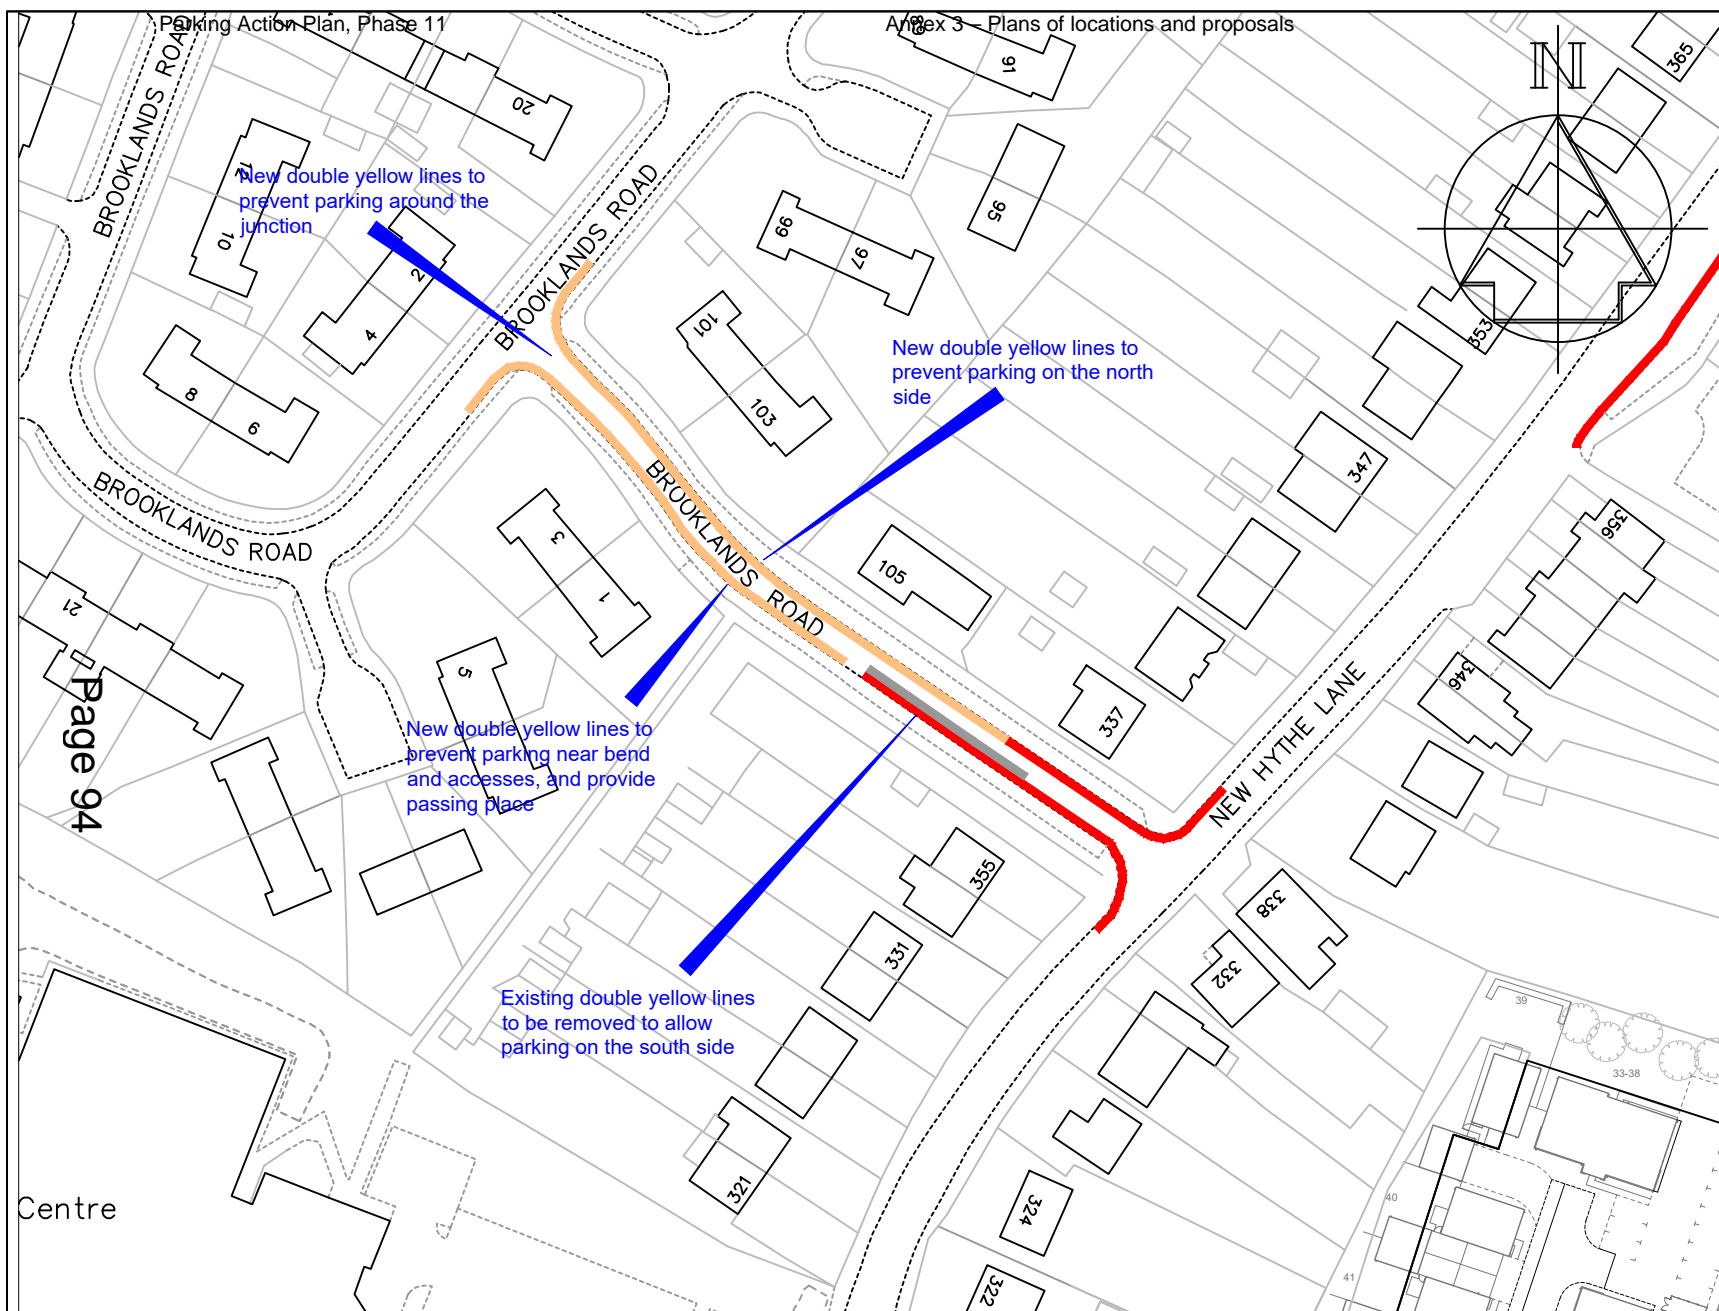 Parking Action Plan, Phase 11
Annex 3 – Plans of locations and proposals
N
BROOKLANDS ROAD
20
12
10
New double yellow lines to
prevent parking around the
junction
2
4
8
6
BROOKLANDS ROAD
91
95
99
97
101
103
365
353
347
New double yellow lines to
prevent parking on the north
side
BROOKLANDS ROAD
BROOKLANDS ROAD
3
1
5
21
105
337
356
346
NEW HYTHE LANE
Page 94
New double yellow lines to
prevent parking near bend
and accesses, and provide
passing place
355
331
338
332
Existing double yellow lines
to be removed to allow
parking on the south side
321
324
322
39
33-38
40
41
Centre